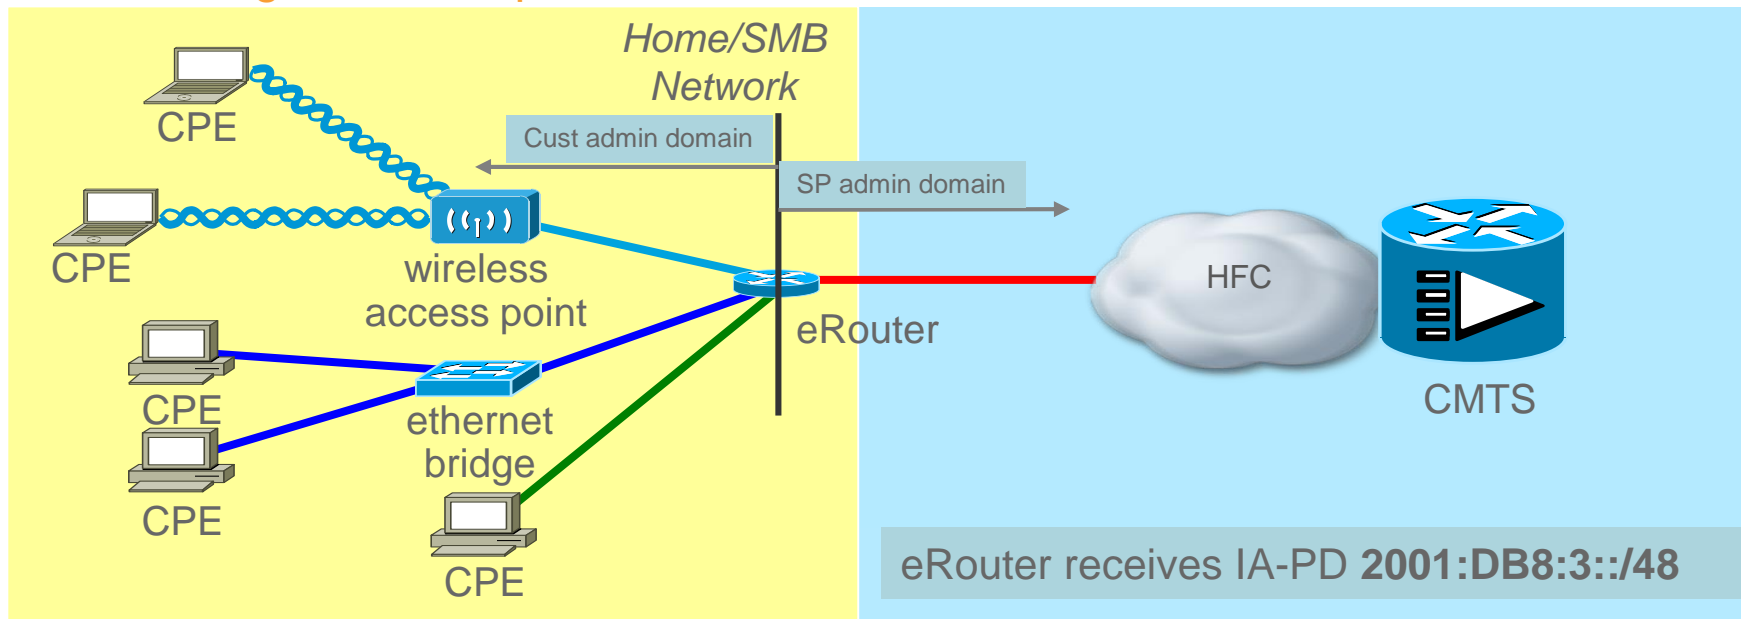 Home/SMB
Network
CPE
Cust admin domain
SP admin domain
CPE
wireless
access point
HFC
eRouter
CMTS
CPE
ethernet
bridge
CPE
CPE
eRouter receives IA-PD 2001:DB8:3::/48